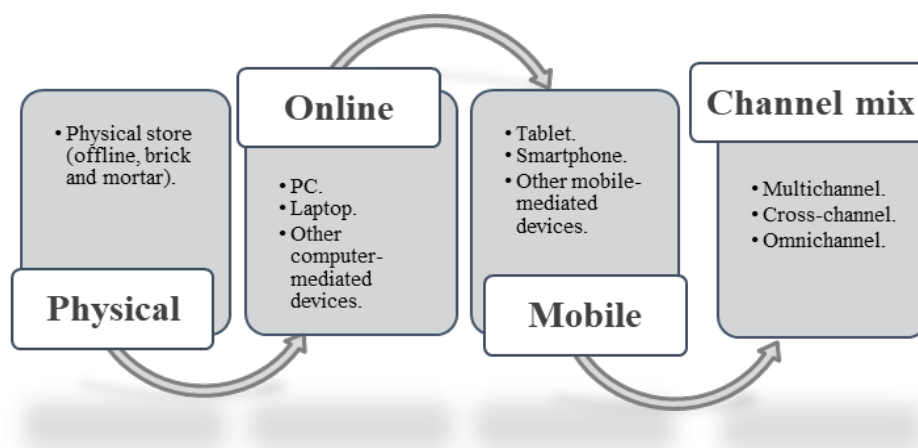 • Physical store
(offline, brick
and mortar).
Physical
Online
• PC.
• Laptop.
• Other
computer-
mediated
devices.
• Tablet.
• Smartphone.
• Other mobile-
mediated
devices.
Mobile
Channel mix
• Multichannel.
• Cross-channel.
• Omnichannel.